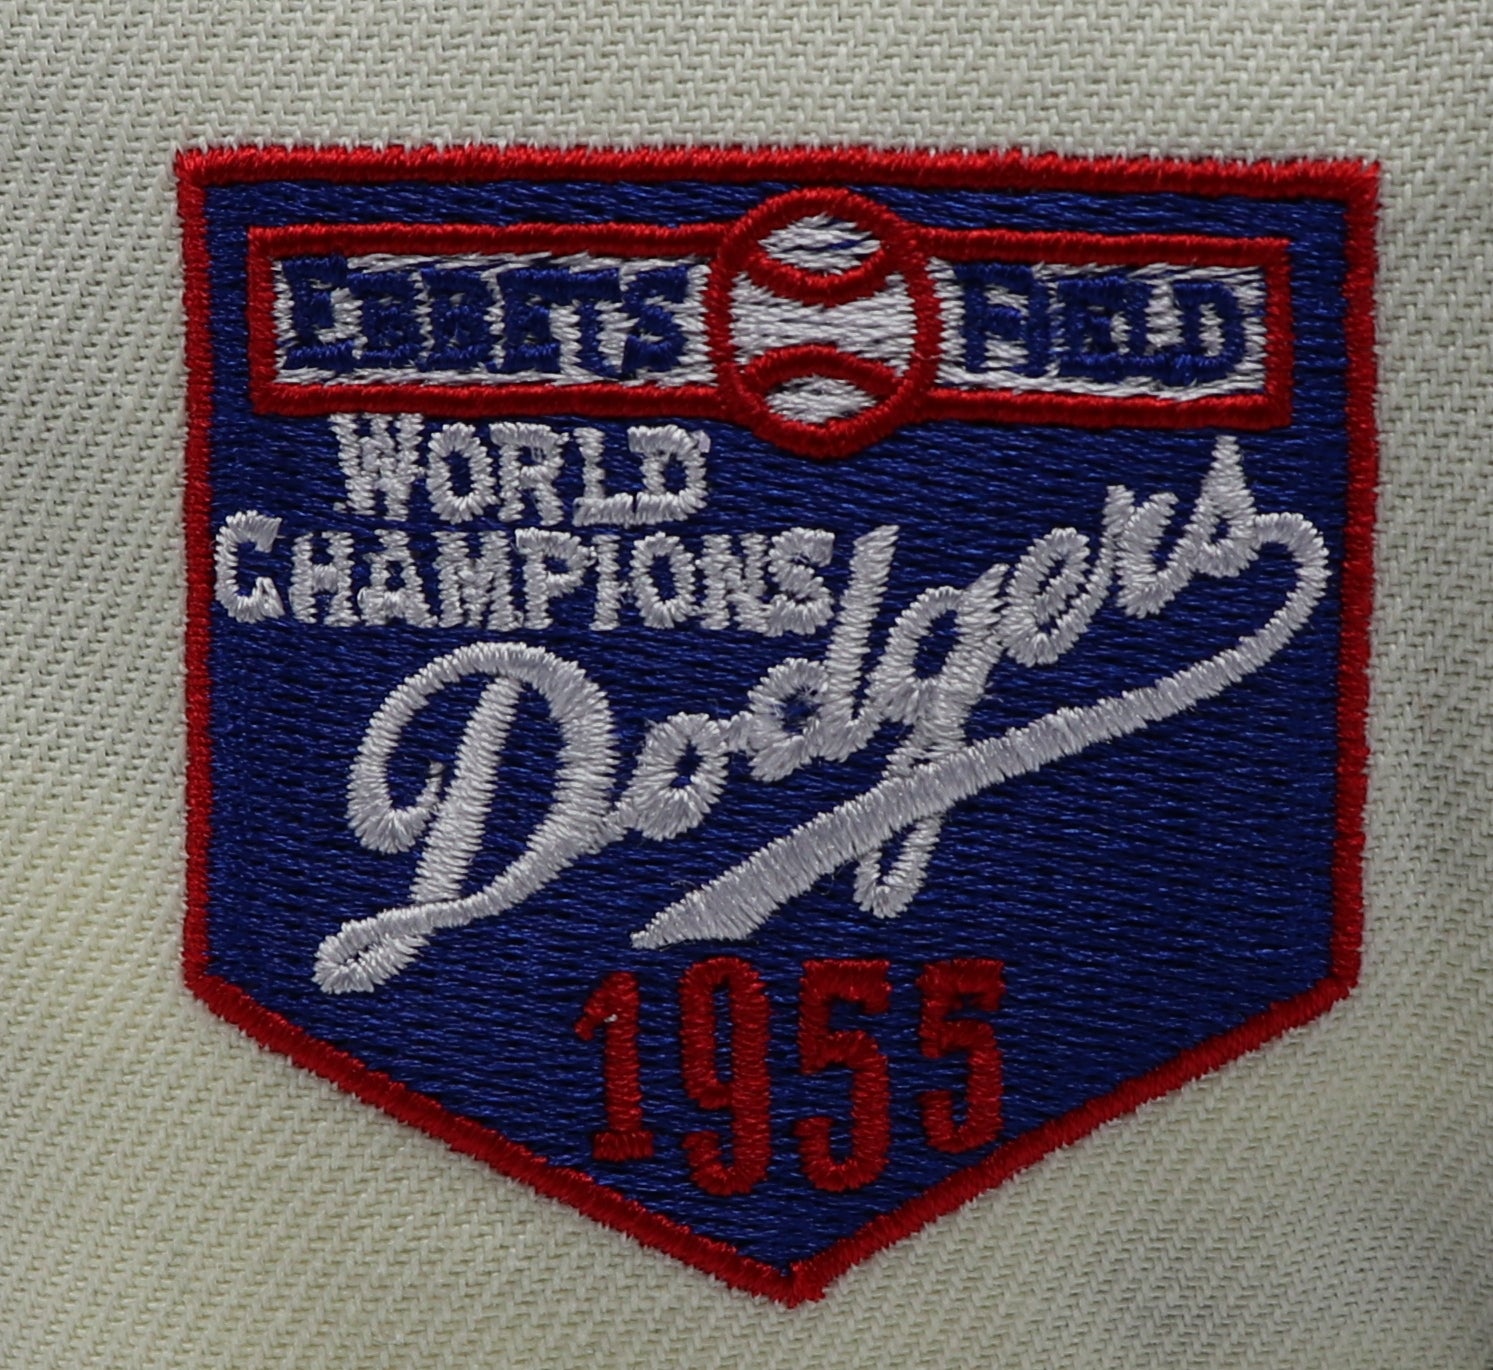 EBBETS FIELD
WORLD
CHAMPIONS
Dodgers
1955